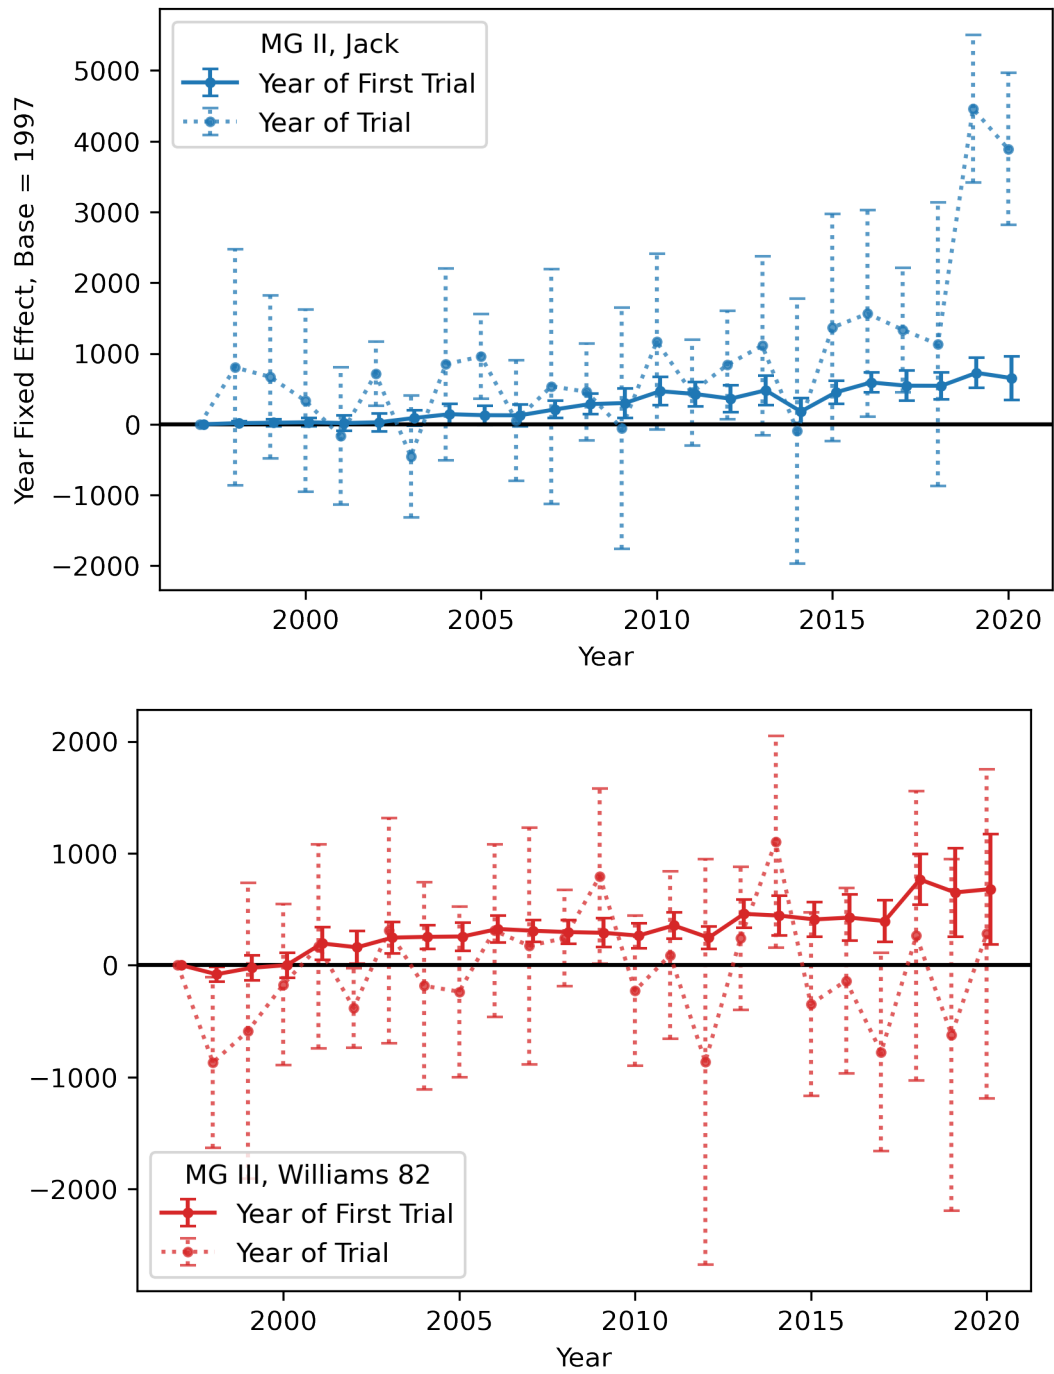 MG II, Jack
Year of First Trial
Year of Trial
Year Fixed Effect, Base = 1997
5000
4000
3000
2000
1000
0
−1000
−2000
2000
2005
2010
2015
2020
Year
2000
1000
0
−1000
−2000
MG III, Williams 82
Year of First Trial
Year of Trial
2000
2005
2010
2015
2020
Year